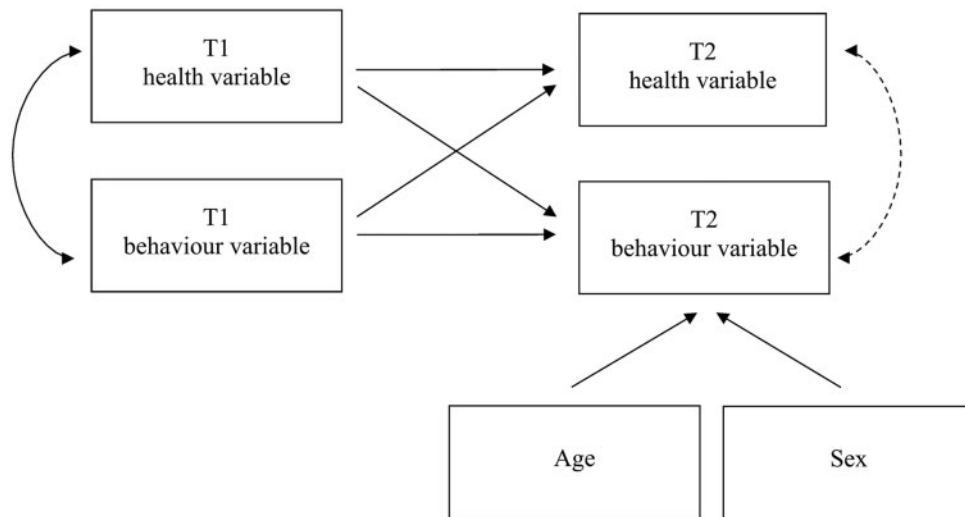 T1
health variable
T2
health variable
T1
behaviour variable
T2
behaviour variable
Age
Sex